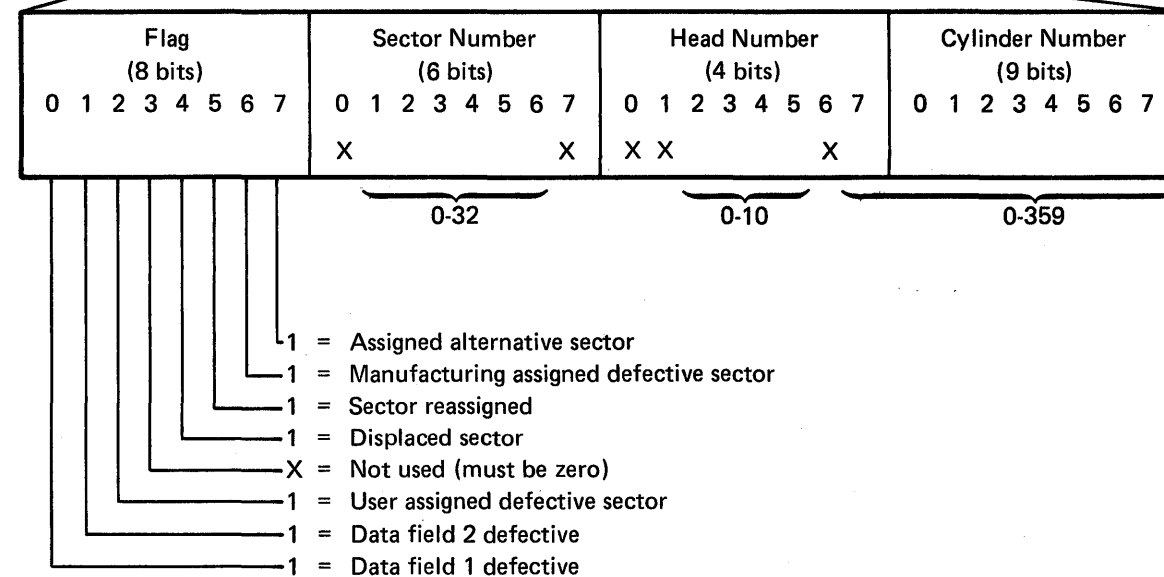 Flag Sector Number Head Number Cylinder Number
(8 bits) (6 bits) (4 bits) (9 bits)
0 1 2 3 4 5 6 7 0 1 2 3 4 5 6 7 0 1 2 3 4 5 6 7 0 1 2 3 4 5 6 7
X X X X X
0-32 0-10 0-359
1 = Assigned alternative sector
1 = Manufacturing assigned defective sector
1 = Sector reassigned
1 = Displaced sector
X = Not used (must be zero)
1 = User assigned defective sector
1 = Data field 2 defective
1 = Data field 1 defective